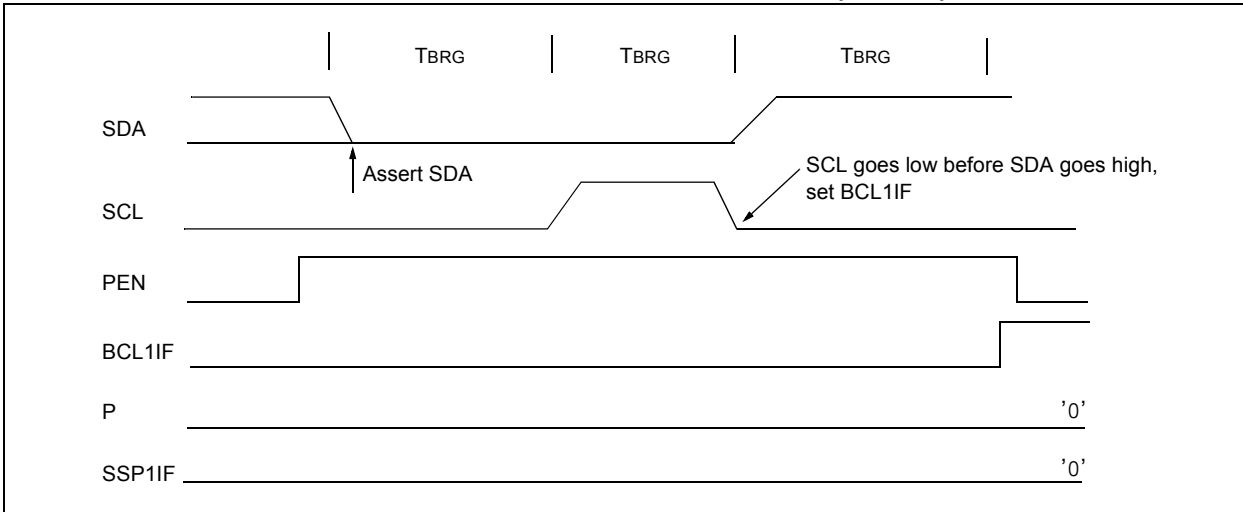 TBRG TBRG TBRG
SDA
Assert SDA
SCL goes low before SDA goes high,
set BCL1IF
SCL
PEN
BCL1IF
P '0'
SSP1IF '0'